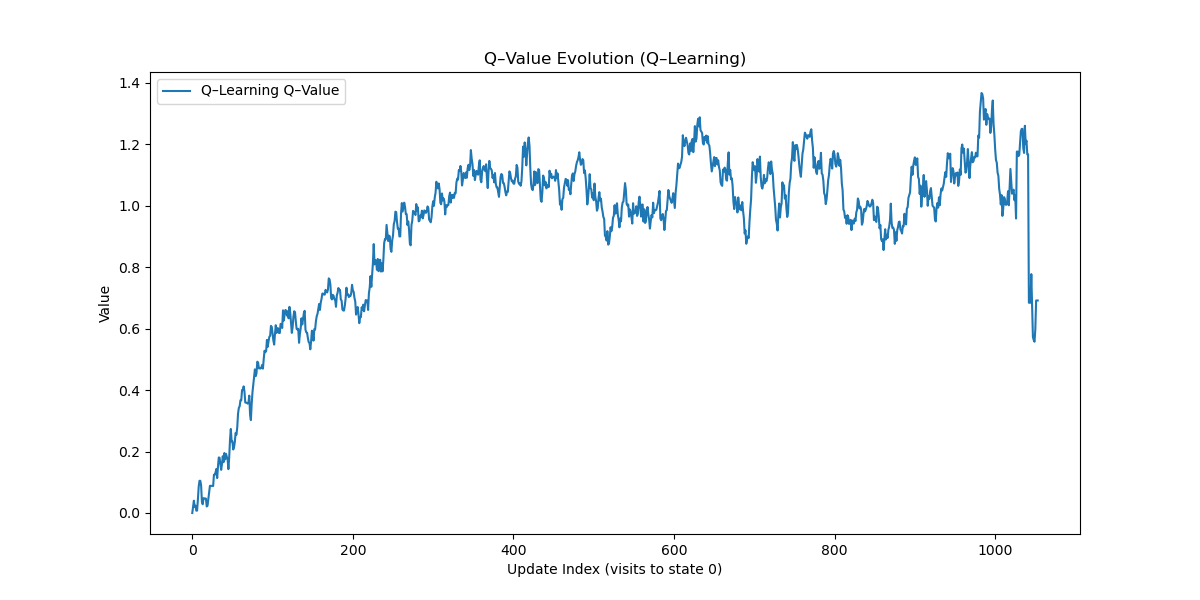 Q–Value Evolution (Q–Learning)
Q–Learning Q–Value
Value
1.4
1.2
1.0
0.8
0.6
0.4
0.2
0.0
0 200 400 600 800 1000
Update Index (visits to state 0)